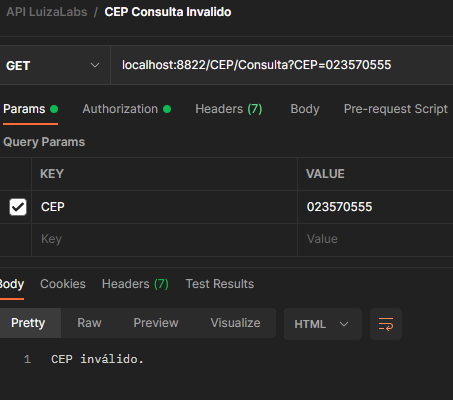 API LuizaLabs / CEP Consulta Invalido
GET localhost:8822/CEP/Consulta?CEP=023570555
Params Authorization Headers (7) Body Pre-request Script
Query Params
KEY VALUE
CEP 023570555
Key Value
Body Cookies Headers (7) Test Results
Pretty Raw Preview Visualize HTML
1 CEP inválido.